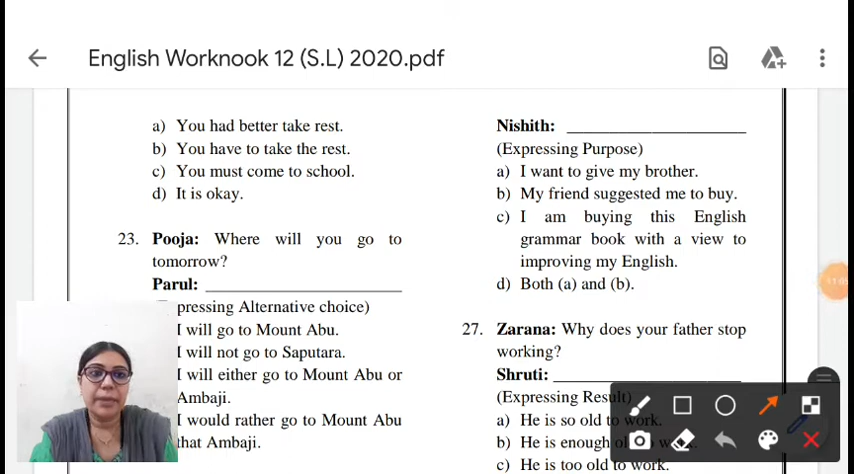 English Worknook 12 (S.L) 2020.pdf
a) You had better take rest.
b) You have to take the rest.
c) You must come to school.
d) It is okay.
23. Pooja: Where will you go to
tomorrow?
Parul:
pressing Alternative choice)
I will go to Mount Abu.
I will not go to Saputara.
I will either go to Mount Abu or
Ambaji.
I would rather go to Mount Abu
that Ambaji.
Nishith:
(Expressing Purpose)
a) I want to give my brother.
b) My friend suggested me to buy.
c) I am buying this English
grammar book with a view to
improving my English.
d) Both (a) and (b).
27. Zarana: Why does your father stop
working?
Shruti:
(Expressing Result)
a) He is so old to work.
b) He is enough old to work.
c) He is too old to work.